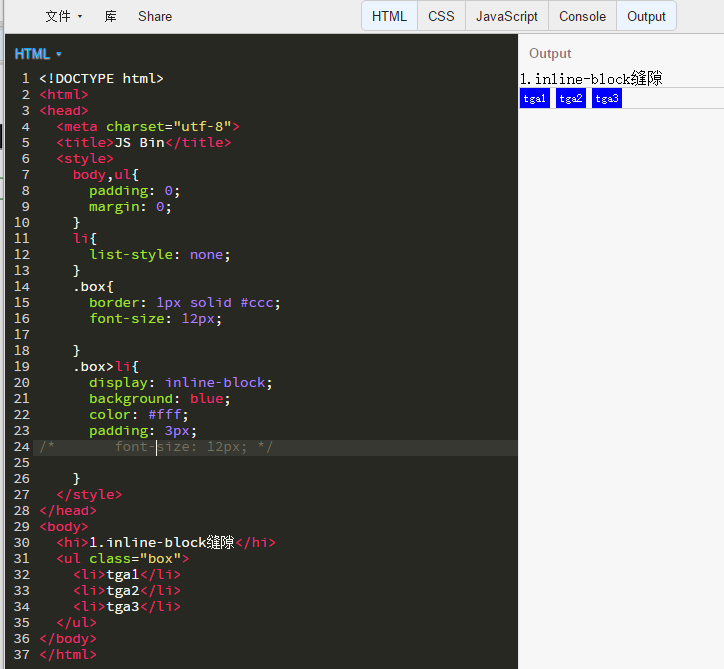 文件 库 Share HTML CSS JavaScript Console Output
HTML
1 <!DOCTYPE html>
2 <html>
3 <head>
4 <meta charset="utf-8">
5 <title>JS Bin</title>
6 <style>
7 body,ul{
8 padding: 0;
9 margin: 0;
10 }
11 li{
12 list-style: none;
13 }
14 .box{
15 border: 1px solid #ccc;
16 font-size: 12px;
17
18 }
19 .box>li{
20 display: inline-block;
21 background: blue;
22 color: #fff;
23 padding: 3px;
24 /* font-size: 12px; */
25
26 }
27 </style>
28 </head>
29 <body>
30 <hi>1.inline-block缝隙</hi>
31 <ul class="box">
32 <li>tga1</li>
33 <li>tga2</li>
34 <li>tga3</li>
35 </ul>
36 </body>
37 </html>
Output
1.inline-block缝隙
tga1 tga2 tga3